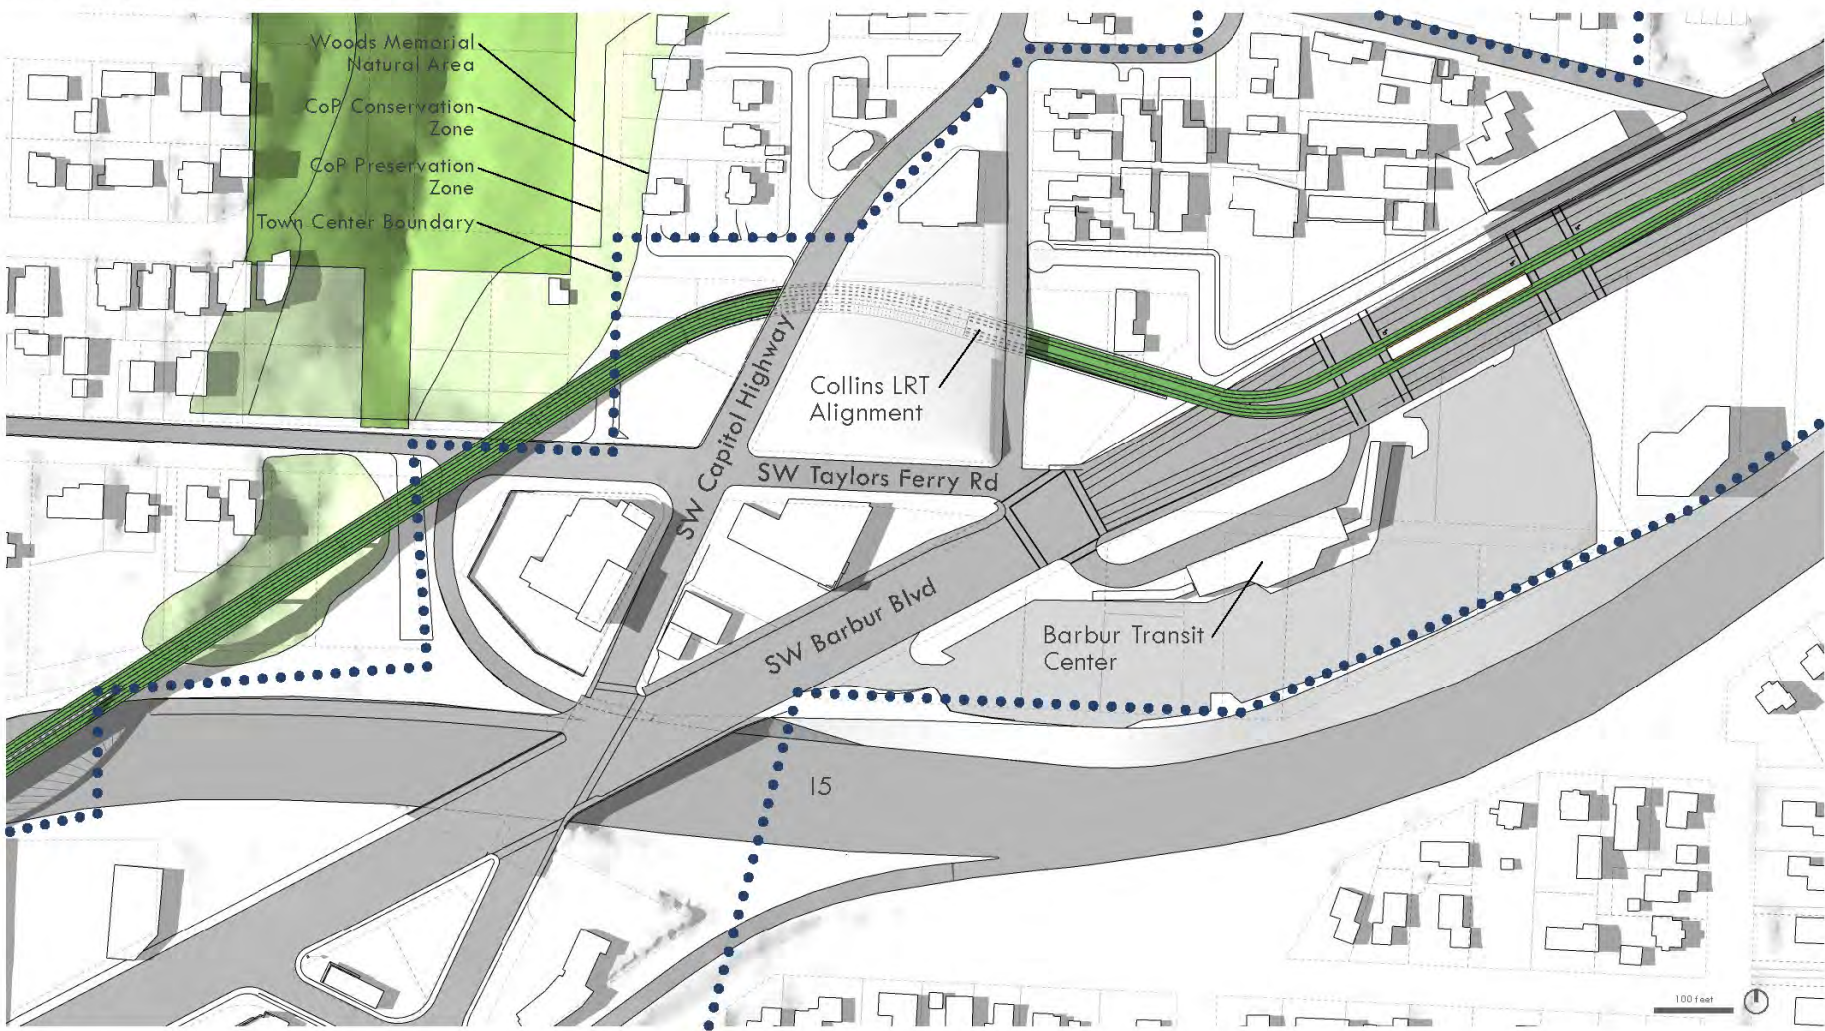 Woods Memorial
Natural Area
CoP Conservation
Zone
CoP Preservation
Zone
Town Center Boundary
SW Capitol Highway
Collins LRT
Alignment
SW Taylors Ferry Rd
SW Barbur Blvd
Barbur Transit
Center
I5
100 feet